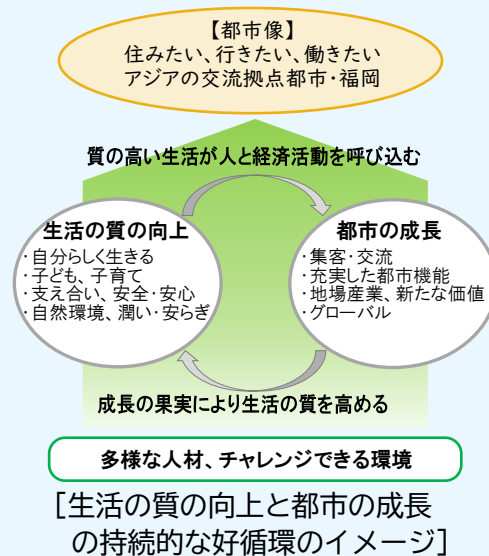 【都市像】
住みたい、行きたい、働きたい
アジアの交流拠点都市・福岡
質の高い生活が人と経済活動を呼び込む
生活の質の向上
・自分らしく生きる
・子ども、子育て
・支え合い、安全・安心
・自然環境、潤い・安らぎ
都市の成長
・集客・交流
・充実した都市機能
・地場産業、新たな価値
・グローバル
成長の果実により生活の質を高める
多様な人材、チャレンジできる環境
[生活の質の向上と都市の成長
の持続的な好循環のイメージ]